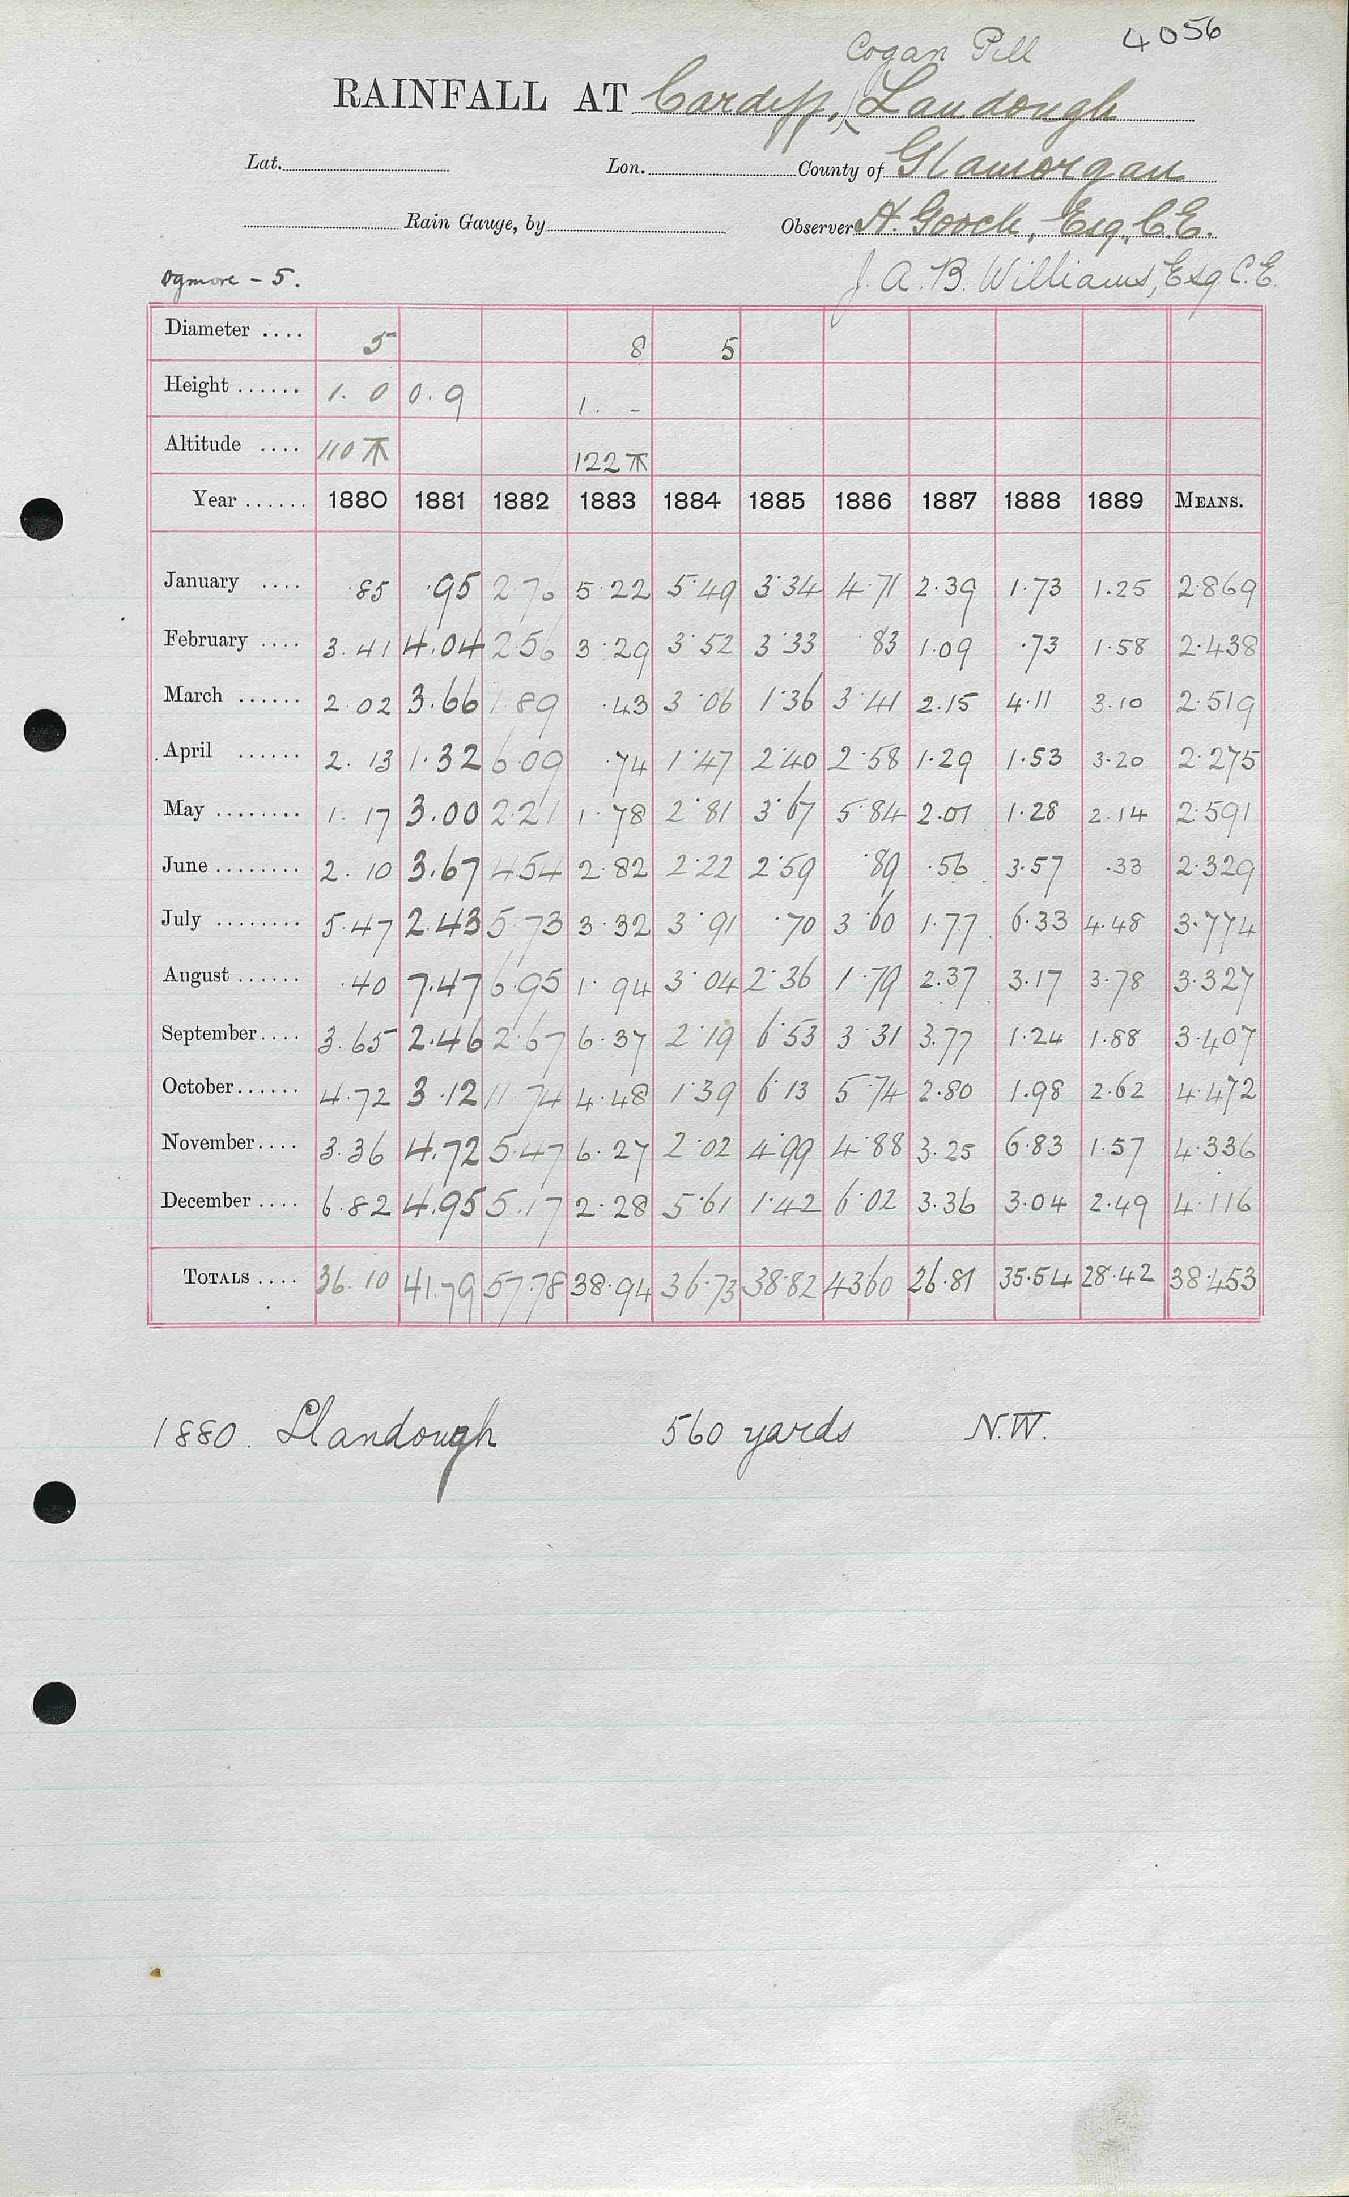 4056
Cogan Pill
RAINFALL AT Cardiff, Landough
Lat. Lon. County of Glamorgan
Rain Gauge, by Observer A. Gooch, Esq, C.E.
Ogmore - 5. J. A. B. Williams, Esq C.E.
Diameter .... 5 8 5
Height ...... 1. 0 0. 9 1. -
Altitude .... 110 122
Year ...... 1880 1881 1882 1883 1884 1885 1886 1887 1888 1889 MEANS.
January .... .85 .95 2.76 5.22 5.49 3.34 4.71 2.39 1.73 1.25 2.869
February .... 3.41 4.04 2.56 3.29 3.52 3.33 .83 1.09 .73 1.58 2.438
March ...... 2.02 3.66 1.89 .43 3.06 1.36 3.41 2.15 4.11 3.10 2.519
April ...... 2.13 1.32 6.09 .74 1.47 2.40 2.58 1.29 1.53 3.20 2.275
May ........ 1.17 3.00 2.21 1.78 2.81 3.67 5.84 2.01 1.28 2.14 2.591
June ........ 2.10 3.67 4.54 2.82 2.22 2.59 .89 .56 3.57 .33 2.329
July ........ 5.47 2.43 5.73 3.32 3.91 .70 3.60 1.77 6.33 4.48 3.774
August ...... .40 7.47 6.95 1.94 3.04 2.36 1.79 2.37 3.17 3.78 3.327
September .... 3.65 2.46 2.67 6.37 2.19 6.53 3.31 3.77 1.24 1.88 3.407
October ...... 4.72 3.12 11.74 4.48 1.39 6.13 5.74 2.80 1.98 2.62 4.472
November .... 3.36 4.72 5.47 6.27 2.02 4.99 4.88 3.25 6.83 1.57 4.336
December .... 6.82 4.95 5.17 2.28 5.61 1.42 6.02 3.36 3.04 2.49 4.116
TOTALS .... 36.10 41.79 57.78 38.94 36.73 38.82 43.60 26.81 35.54 28.42 38.453
1880. Llandough 560 yards N.W.